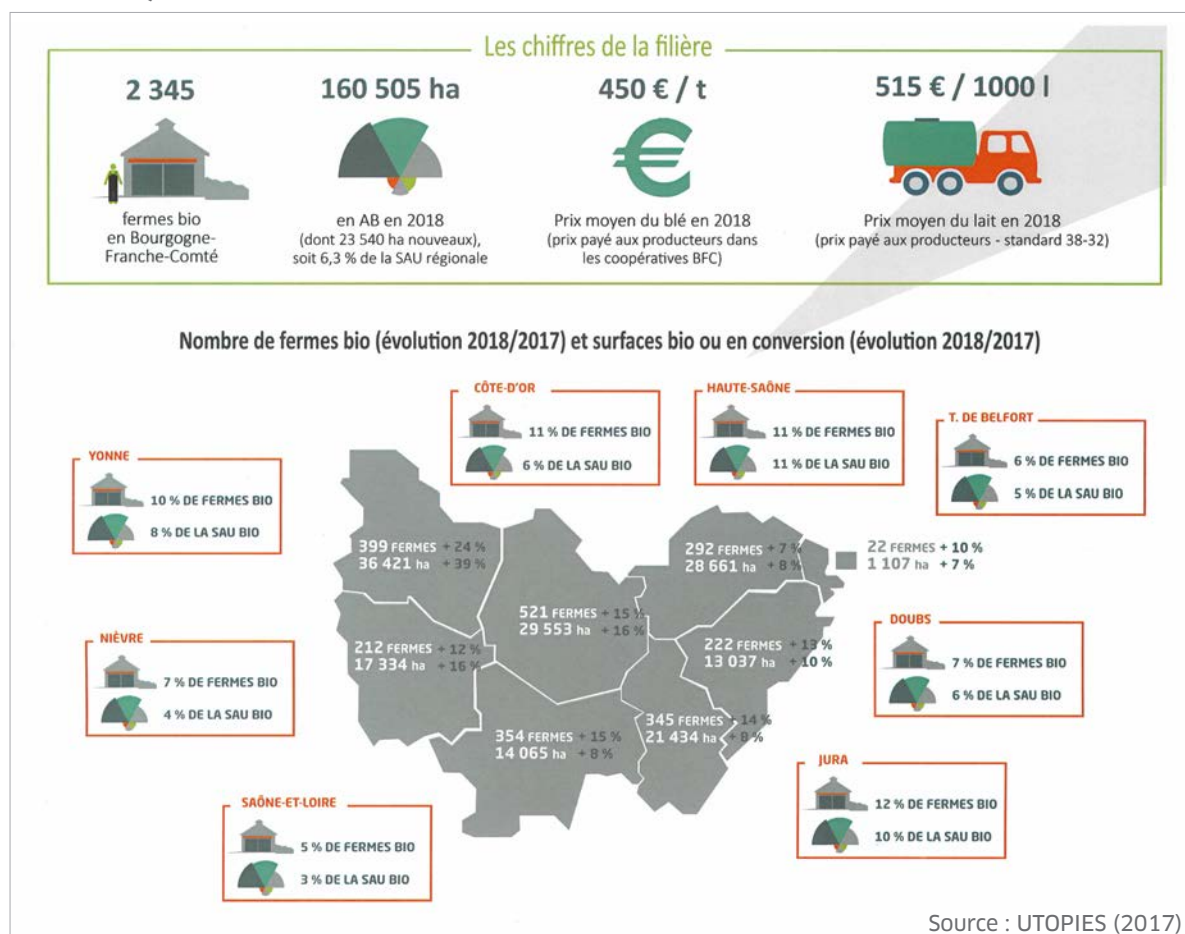 Les chiffres de la filière
2 345
fermes bio
en Bourgogne-
Franche-Comté
160 505 ha
en AB en 2018
(dont 23 540 ha nouveaux),
soit 6,3 % de la SAU régionale
450 € / t
Prix moyen du blé en 2018
(prix payé aux producteurs dans
les coopératives BFC)
515 € / 1000 l
Prix moyen du lait en 2018
(prix payé aux producteurs - standard 38-32)
Nombre de fermes bio (évolution 2018/2017) et surfaces bio ou en conversion (évolution 2018/2017)
CÔTE-D'OR
11 % DE FERMES BIO
6 % DE LA SAU BIO
HAUTE-SAÔNE
11 % DE FERMES BIO
11 % DE LA SAU BIO
T. DE BELFORT
6 % DE FERMES BIO
5 % DE LA SAU BIO
YONNE
10 % DE FERMES BIO
8 % DE LA SAU BIO
399 FERMES + 24 %
36 421 ha + 39 %
292 FERMES + 7 %
28 661 ha + 8 %
22 FERMES + 10 %
1 107 ha + 7 %
521 FERMES + 15 %
29 553 ha + 16 %
NIÈVRE
7 % DE FERMES BIO
4 % DE LA SAU BIO
212 FERMES + 12 %
17 334 ha + 16 %
222 FERMES + 13 %
13 037 ha + 10 %
DOUBS
7 % DE FERMES BIO
6 % DE LA SAU BIO
354 FERMES + 15 %
14 065 ha + 8 %
345 FERMES + 14 %
21 434 ha + 8 %
JURA
12 % DE FERMES BIO
10 % DE LA SAU BIO
SAÔNE-ET-LOIRE
5 % DE FERMES BIO
3 % DE LA SAU BIO
Source : UTOPIES (2017)